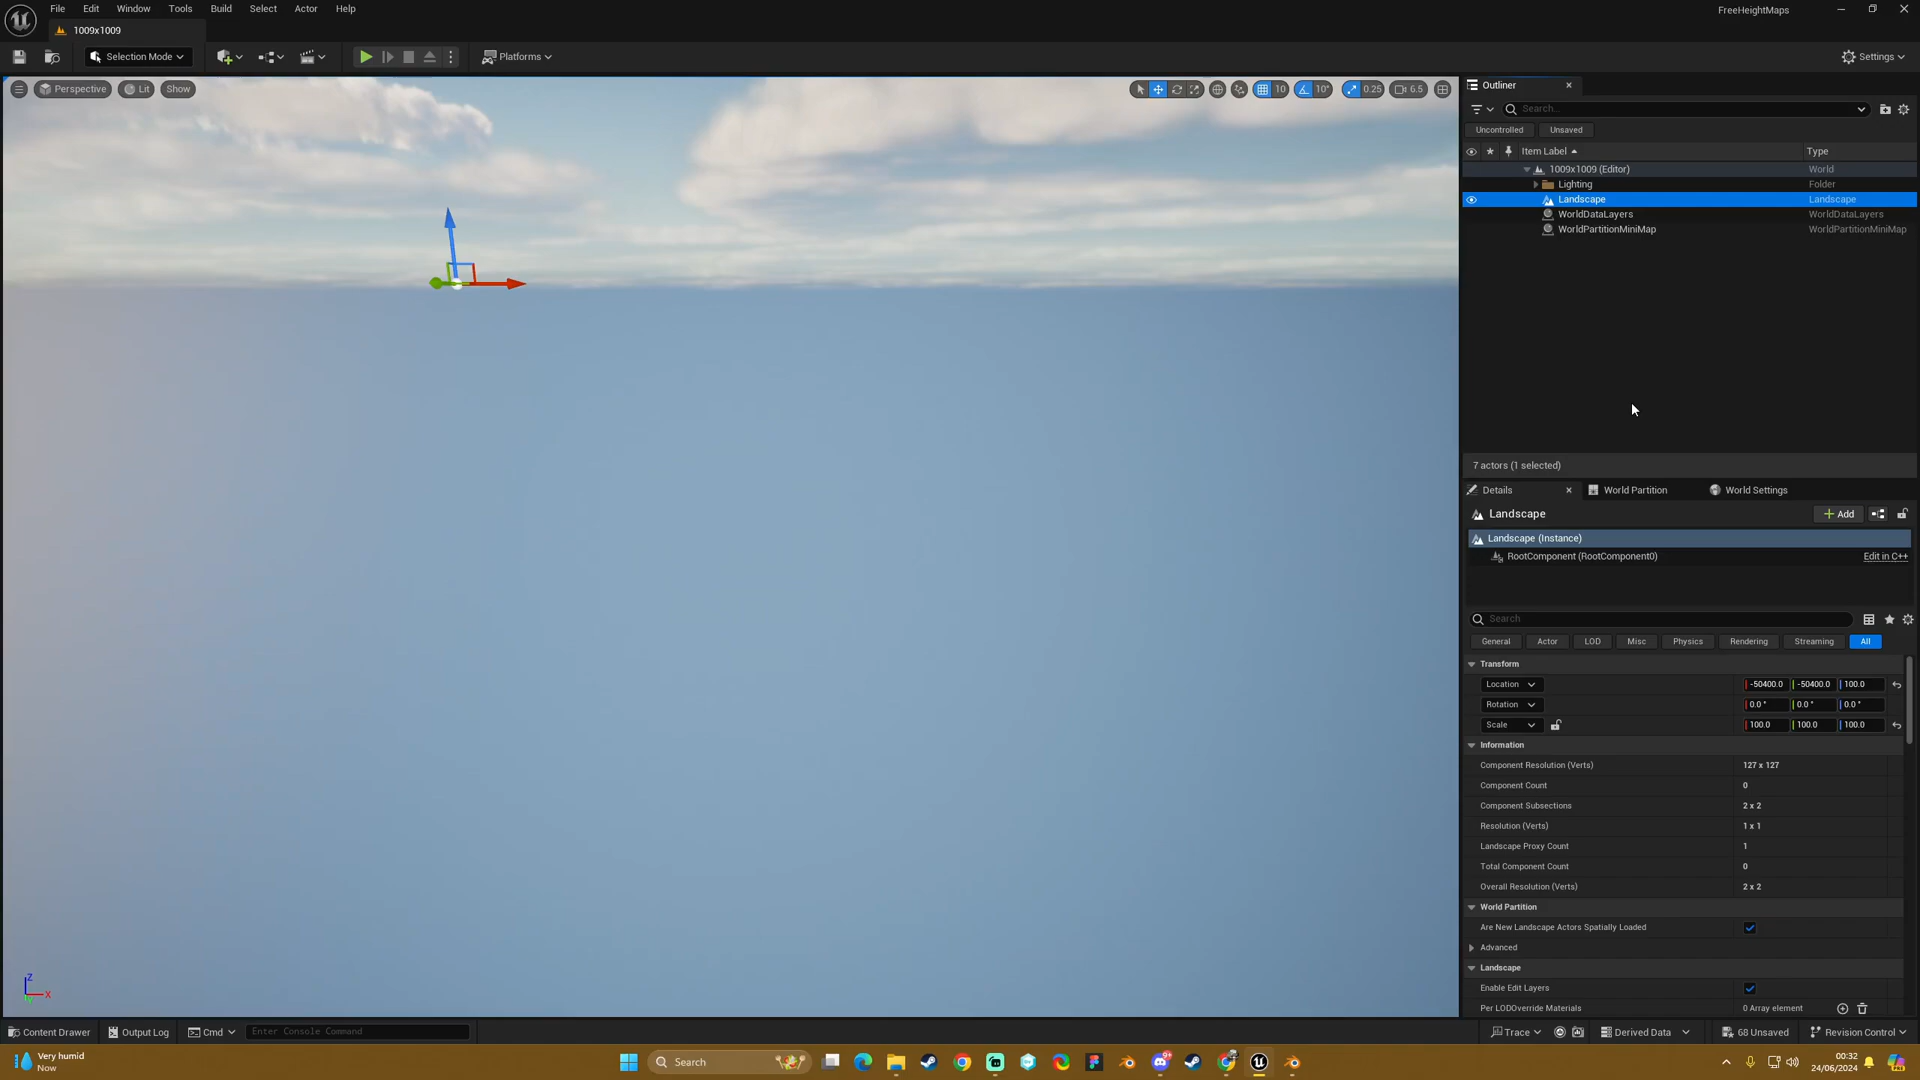 File Edit Window Tools Build Select Actor Help
FreeHeightMaps
1009x1009
Selection Mode
Platforms
Settings
Perspective Lit Show
10 10° 0.25 6.5
Outliner
Search...
Uncontrolled Unsaved
Item Label Type
1009x1009 (Editor) World
Lighting Folder
Landscape Landscape
WorldDataLayers WorldDataLayers
WorldPartitionMiniMap WorldPartitionMiniMap
7 actors (1 selected)
Details World Partition World Settings
Landscape
Add
Landscape (Instance)
RootComponent (RootComponent0) Edit in C++
Search
General Actor LOD Misc Physics Rendering Streaming All
Transform
Location -50400.0 -50400.0 100.0
Rotation 0.0 ° 0.0 ° 0.0 °
Scale 100.0 100.0 100.0
Information
Component Resolution (Verts) 127 x 127
Component Count 0
Component Subsections 2 x 2
Resolution (Verts) 1 x 1
Landscape Proxy Count 1
Total Component Count 0
Overall Resolution (Verts) 2 x 2
World Partition
Are New Landscape Actors Spatially Loaded
Advanced
Landscape
Enable Edit Layers
Per LODOverride Materials 0 Array element
Z
X
Content Drawer Output Log Cmd Enter Console Command
Trace Derived Data 68 Unsaved Revision Control
Very humid
Now
Search
00:32
24/06/2024